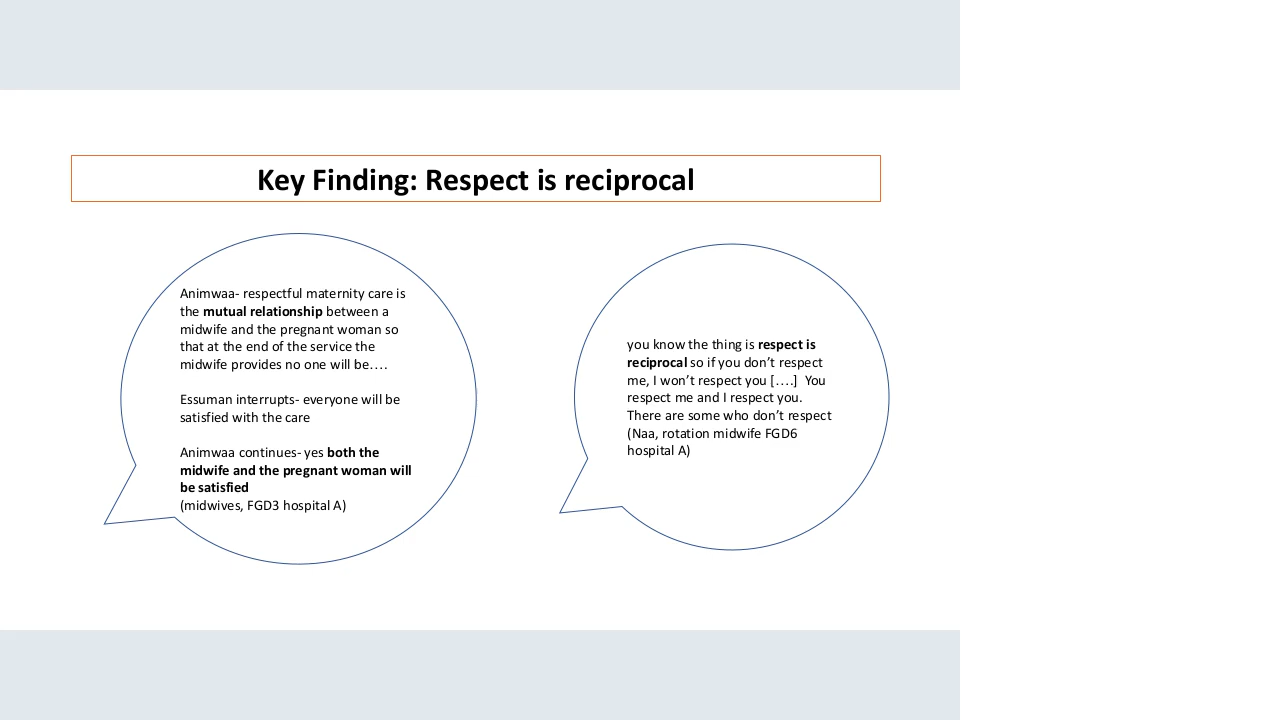 Key Finding: Respect is reciprocal
Animwaa- respectful maternity care is
the mutual relationship between a
midwife and the pregnant woman so
that at the end of the service the
midwife provides no one will be….
Essuman interrupts- everyone will be
satisfied with the care
Animwaa continues- yes both the
midwife and the pregnant woman will
be satisfied
(midwives, FGD3 hospital A)
you know the thing is respect is
reciprocal so if you don’t respect
me, I won’t respect you [….]  You
respect me and I respect you.
There are some who don’t respect
(Naa, rotation midwife FGD6
hospital A)